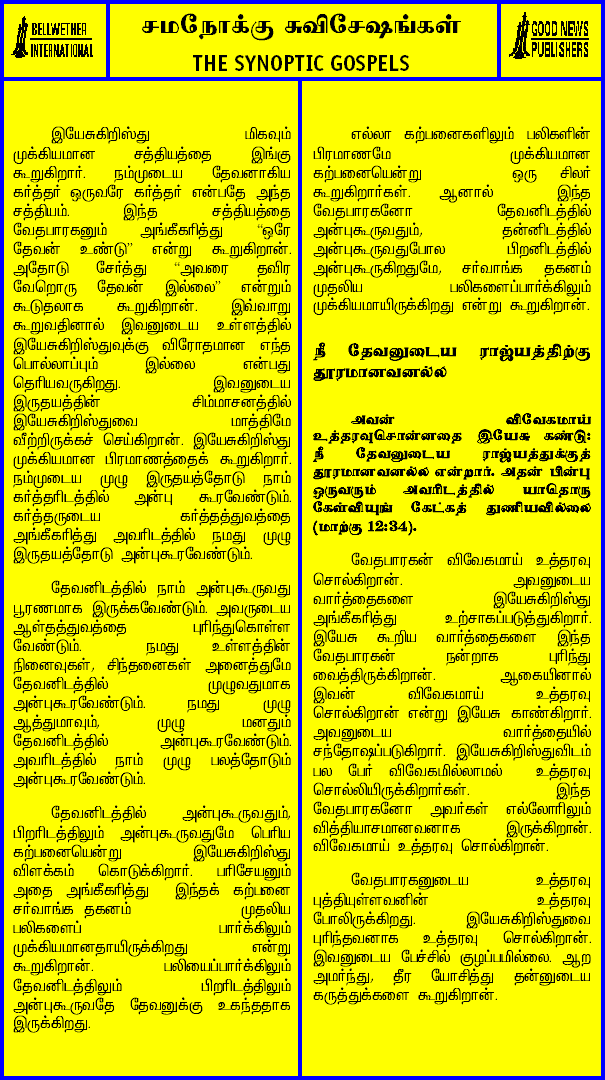 BELLWETHER
INTERNATIONAL
சமநோக்கு சுவிசேஷங்கள்
THE SYNOPTIC GOSPELS
GOOD NEWS
PUBLISHERS
இயேசுகிறிஸ்து மிகவும்
முக்கியமான சத்தியத்தை இங்கு
கூறுகிறார். நம்முடைய தேவனாகிய
கர்த்தர் ஒருவரே கர்த்தர் என்பதே அந்த
சத்தியம். இந்த சத்தியத்தை
வேதபாரகனும் அங்கீகரித்து “ஒரே
தேவன் உண்டு” என்று கூறுகிறான்.
அதோடு சேர்த்து “அவரை தவிர
வேறொரு தேவன் இல்லை” என்றும்
கூடுதலாக கூறுகிறான். இவ்வாறு
கூறுவதினால் இவனுடைய உள்ளத்தில்
இயேசுகிறிஸ்துவுக்கு விரோதமான எந்த
பொல்லாப்பும் இல்லை என்பது
தெரியவருகிறது. இவனுடைய
இருதயத்தின் சிம்மாசனத்தில்
இயேசுகிறிஸ்துவை மாத்திமே
வீற்றிருக்கச் செய்கிறான். இயேசுகிறிஸ்து
முக்கியமான பிரமாணத்தைக் கூறுகிறார்.
நம்முடைய முழு இருதயத்தோடு நாம்
கர்த்தரிடத்தில் அன்பு கூரவேண்டும்.
கர்த்தருடைய கர்த்தத்துவத்தை
அங்கீகரித்து அவரிடத்தில் நமது முழு
இருதயத்தோடு அன்புகூரவேண்டும்.
தேவனிடத்தில் நாம் அன்புகூருவது
பூரணமாக இருக்கவேண்டும். அவருடைய
ஆள்தத்துவத்தை புரிந்துகொள்ள
வேண்டும். நமது உள்ளத்தின்
நினைவுகள், சிந்தனைகள் அனைத்துமே
தேவனிடத்தில் முழுவதுமாக
அன்புகூரவேண்டும். நமது முழு
ஆத்துமாவும், முழு மனதும்
தேவனிடத்தில் அன்புகூரவேண்டும்.
அவரிடத்தில் நாம் முழு பலத்தோடும்
அன்புகூரவேண்டும்.
தேவனிடத்தில் அன்புகூருவதும்,
பிறரிடத்திலும் அன்புகூருவதுமே பெரிய
கற்பனையென்று இயேசுகிறிஸ்து
விளக்கம் கொடுக்கிறார். பரிசேயனும்
அதை அங்கீகரித்து இந்தக் கற்பனை
சர்வாங்க தகனம் முதலிய
பலிகளைப் பார்க்கிலும்
முக்கியமானதாயிருக்கிறது என்று
கூறுகிறான். பலியைப்பார்க்கிலும்
தேவனிடத்திலும் பிறரிடத்திலும்
அன்புகூருவதே தேவனுக்கு உகந்ததாக
இருக்கிறது.
எல்லா கற்பனைகளிலும் பலிகளின்
பிரமாணமே முக்கியமான
கற்பனையென்று ஒரு சிலர்
கூறுகிறார்கள். ஆனால் இந்த
வேதபாரகனோ தேவனிடத்தில்
அன்புகூருவதும், தன்னிடத்தில்
அன்புகூருவதுபோல பிறனிடத்தில்
அன்புகூருகிறதுமே, சர்வாங்க தகனம்
முதலிய பலிகளைப்பார்க்கிலும்
முக்கியமாயிருக்கிறது என்று கூறுகிறான்.
நீ தேவனுடைய ராஜ்யத்திற்கு
தூரமானவனல்ல
அவன் விவேகமாய்
உத்தரவுசொன்னதை இயேசு கண்டு:
நீ தேவனுடைய ராஜ்யத்துக்குத்
தூரமானவனல்ல என்றார். அதன் பின்பு
ஒருவரும் அவரிடத்தில் யாதொரு
கேள்வியுங் கேட்கத் துணியவில்லை
(மாற்கு 12:34).
வேதபாரகன் விவேகமாய் உத்தரவு
சொல்கிறான். அவனுடைய
வார்த்தைகளை இயேசுகிறிஸ்து
அங்கீகரித்து உற்சாகப்படுத்துகிறார்.
இயேசு கூறிய வார்த்தைகளை இந்த
வேதபாரகன் நன்றாக புரிந்து
வைத்திருக்கிறான். ஆகையினால்
இவன் விவேகமாய் உத்தரவு
சொல்கிறான் என்று இயேசு காண்கிறார்.
அவனுடைய வார்த்தையில்
சந்தோஷப்படுகிறார். இயேசுகிறிஸ்துவிடம்
பல பேர் விவேகமில்லாமல் உத்தரவு
சொல்லியிருக்கிறார்கள். இந்த
வேதபாரகனோ அவர்கள் எல்லோரிலும்
வித்தியாசமானவனாக இருக்கிறான்.
விவேகமாய் உத்தரவு சொல்கிறான்.
வேதபாரகனுடைய உத்தரவு
புத்தியுள்ளவனின் உத்தரவு
போலிருக்கிறது. இயேசுகிறிஸ்துவை
புரிந்தவனாக உத்தரவு சொல்கிறான்.
இவனுடைய பேச்சில் குழப்பமில்லை. ஆற
அமர்ந்து, தீர யோசித்து தன்னுடைய
கருத்துக்களை கூறுகிறான்.